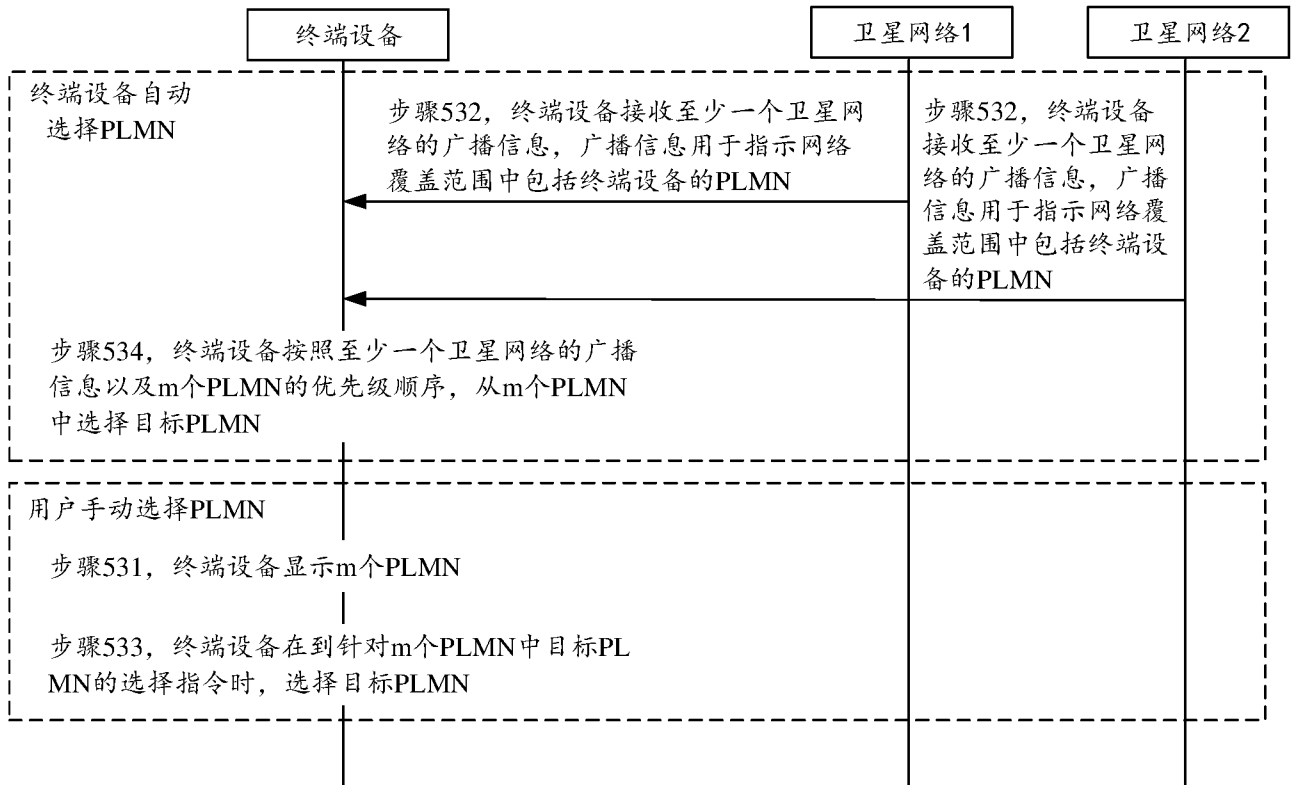 终端设备
卫星网络1
卫星网络2
终端设备自动
选择PLMN
步骤532，终端设备接收至少一个卫星网
络的广播信息，广播信息用于指示网络
覆盖范围中包括终端设备的PLMN
步骤532，终端设备
接收至少一个卫星网
络的广播信息，广播
信息用于指示网络覆
盖范围中包括终端设
备的PLMN
步骤534，终端设备按照至少一个卫星网络的广播
信息以及m个PLMN的优先级顺序，从m个PLMN
中选择目标PLMN
用户手动选择PLMN
步骤531，终端设备显示m个PLMN
步骤533，终端设备在到针对m个PLMN中目标PL
MN的选择指令时，选择目标PLMN